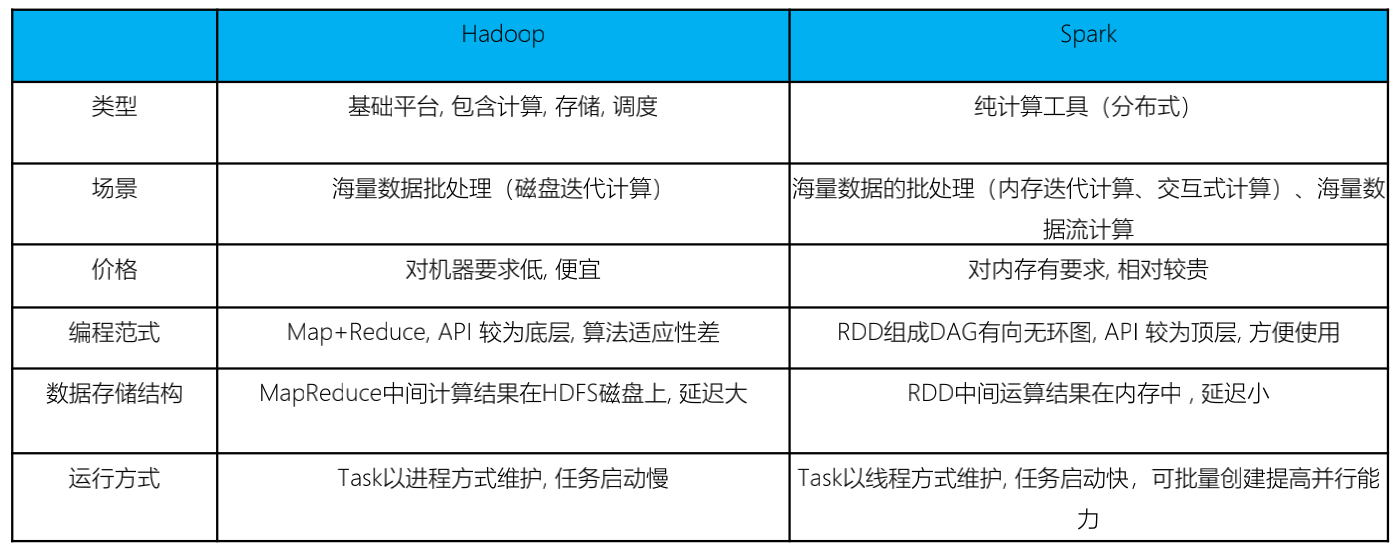 Hadoop
Spark
类型
基础平台, 包含计算, 存储, 调度
纯计算工具（分布式）
场景
海量数据批处理（磁盘迭代计算）
海量数据的批处理（内存迭代计算、交互式计算）、海量数
据流计算
价格
对机器要求低, 便宜
对内存有要求, 相对较贵
编程范式
Map+Reduce, API 较为底层, 算法适应性差
RDD组成DAG有向无环图, API 较为顶层, 方便使用
数据存储结构
MapReduce中间计算结果在HDFS磁盘上, 延迟大
RDD中间运算结果在内存中 , 延迟小
运行方式
Task以进程方式维护, 任务启动慢
Task以线程方式维护, 任务启动快，可批量创建提高并行能
力